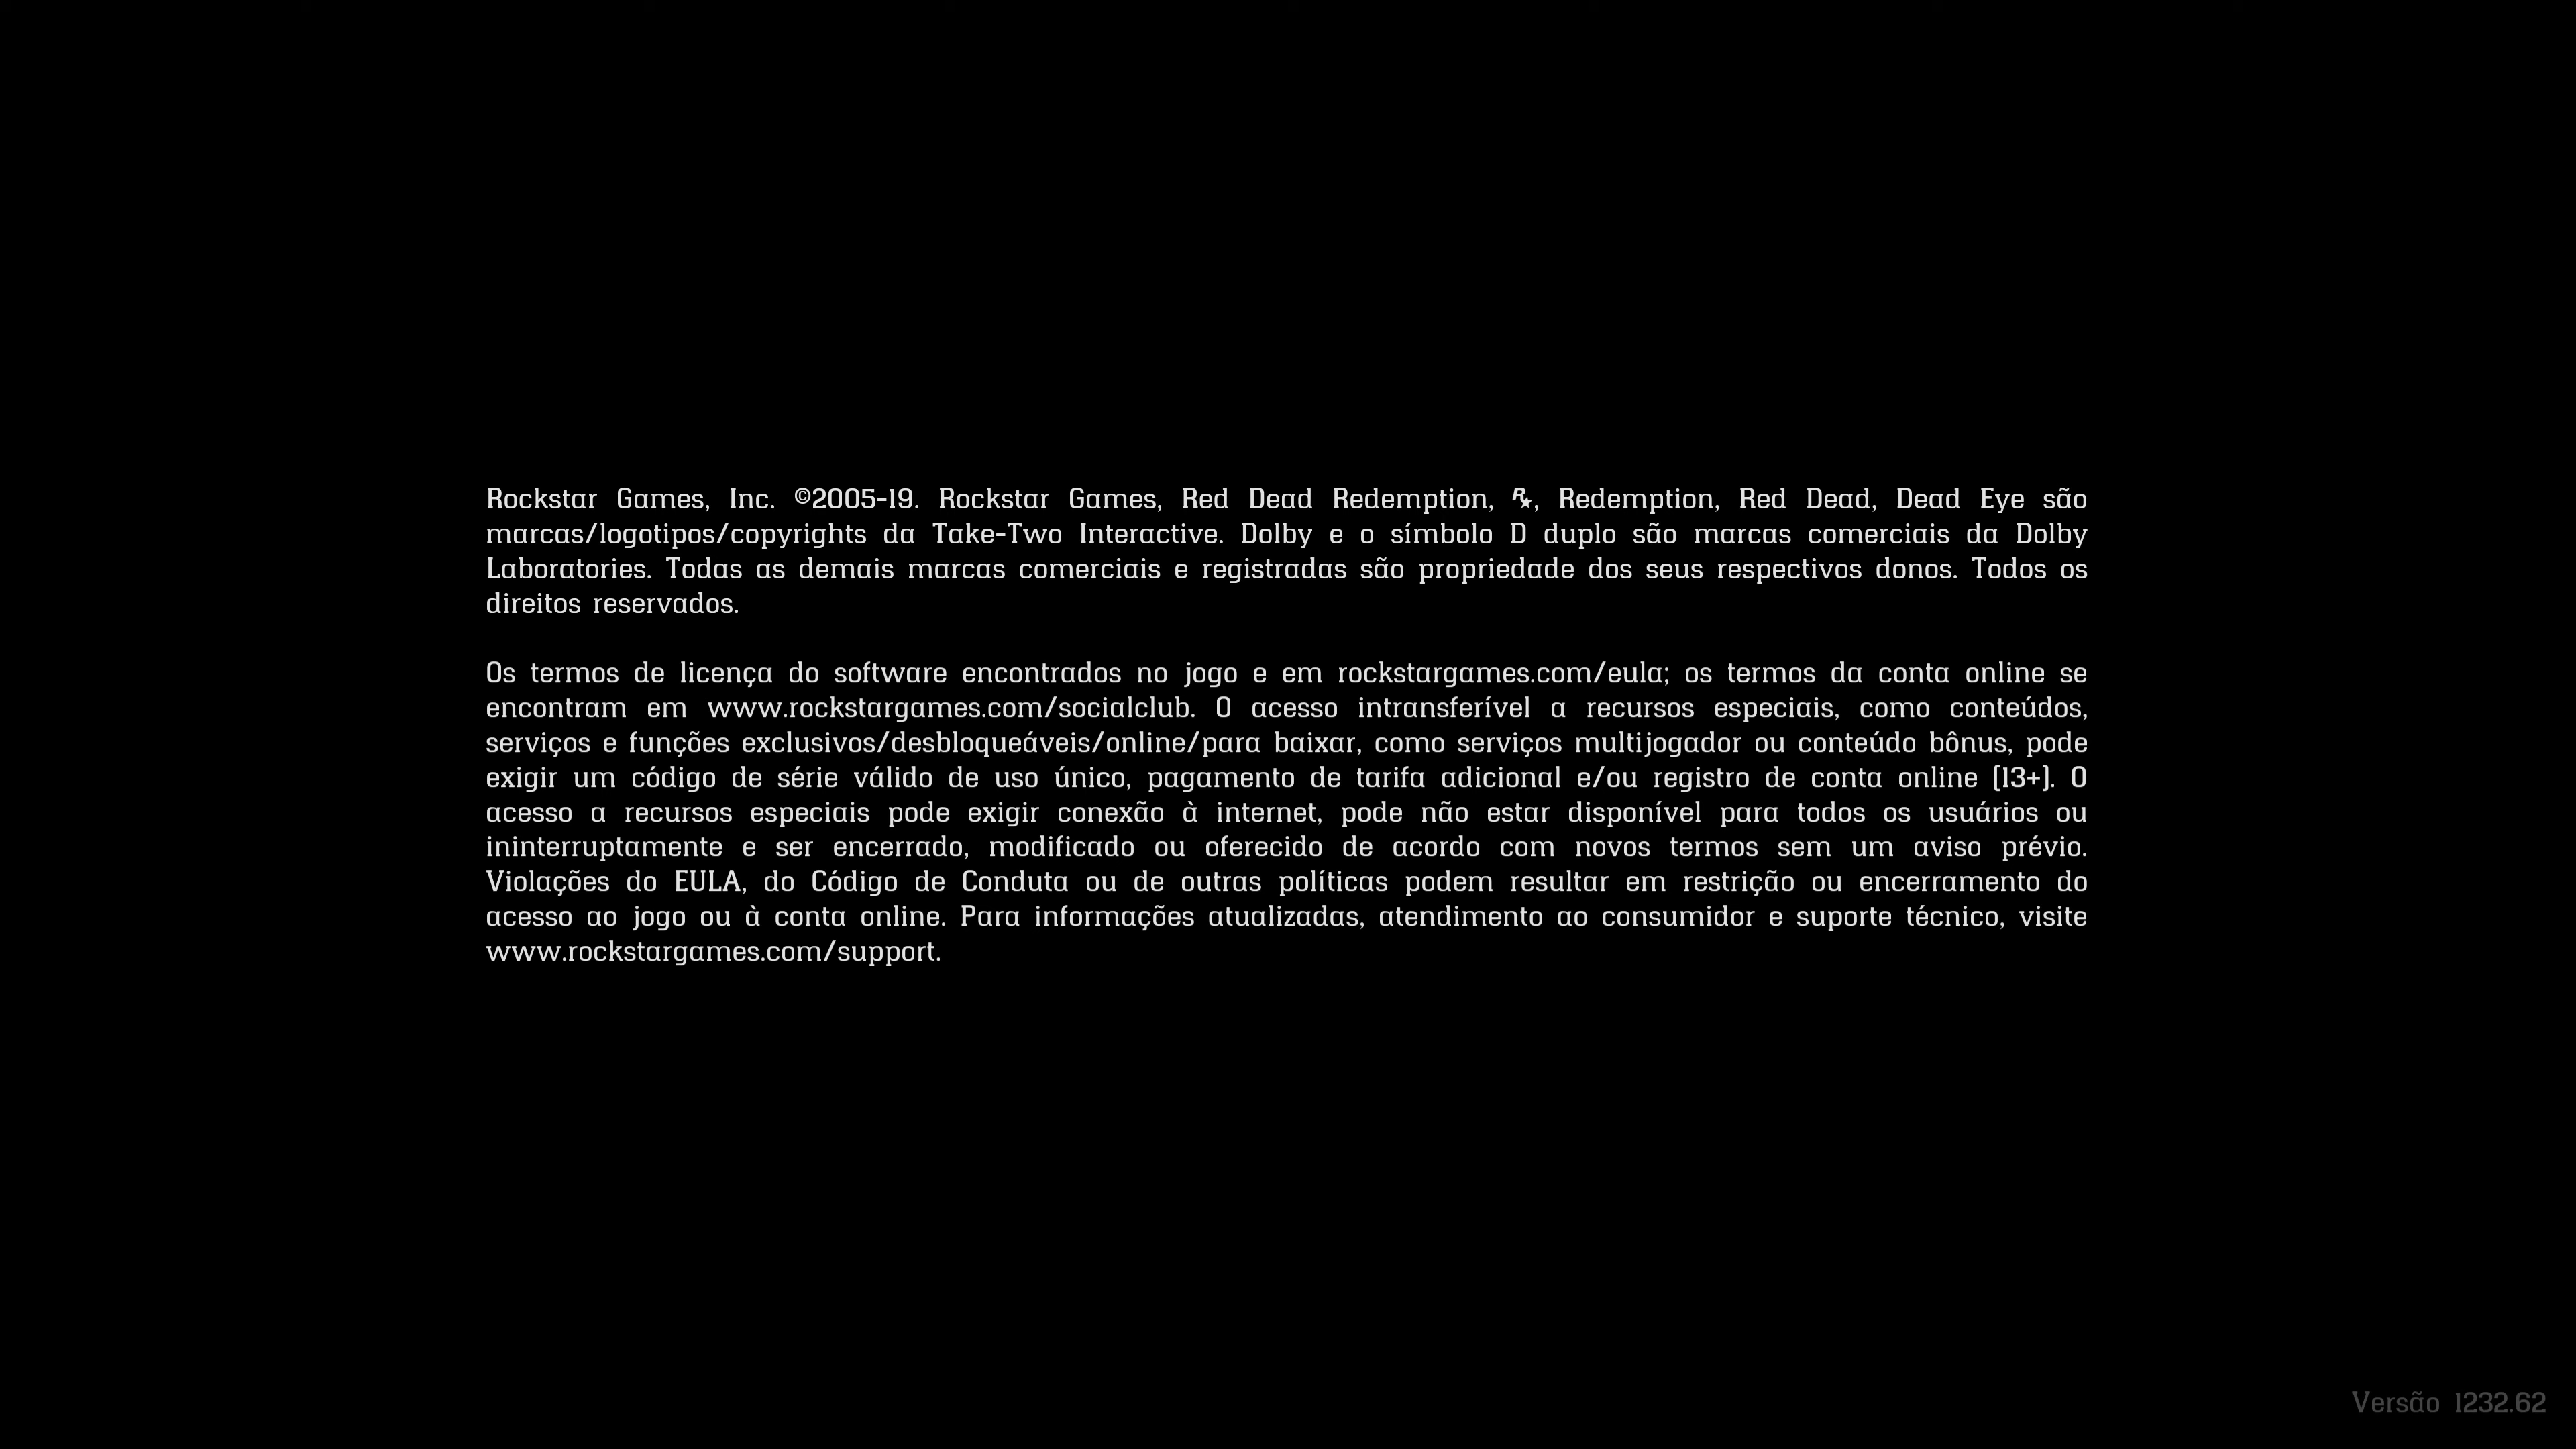 Rockstar Games, Inc. ©2005-19. Rockstar Games, Red Dead Redemption, R★, Redemption, Red Dead, Dead Eye são
marcas/logotipos/copyrights da Take-Two Interactive. Dolby e o símbolo D duplo são marcas comerciais da Dolby
Laboratories. Todas as demais marcas comerciais e registradas são propriedade dos seus respectivos donos. Todos os
direitos reservados.
Os termos de licença do software encontrados no jogo e em rockstargames.com/eula; os termos da conta online se
encontram em www.rockstargames.com/socialclub. O acesso intransferível a recursos especiais, como conteúdos,
serviços e funções exclusivos/desbloqueáveis/online/para baixar, como serviços multijogador ou conteúdo bônus, pode
exigir um código de série válido de uso único, pagamento de tarifa adicional e/ou registro de conta online (13+). O
acesso a recursos especiais pode exigir conexão à internet, pode não estar disponível para todos os usuários ou
ininterruptamente e ser encerrado, modificado ou oferecido de acordo com novos termos sem um aviso prévio.
Violações do EULA, do Código de Conduta ou de outras políticas podem resultar em restrição ou encerramento do
acesso ao jogo ou à conta online. Para informações atualizadas, atendimento ao consumidor e suporte técnico, visite
www.rockstargames.com/support.
Versão 1232.62